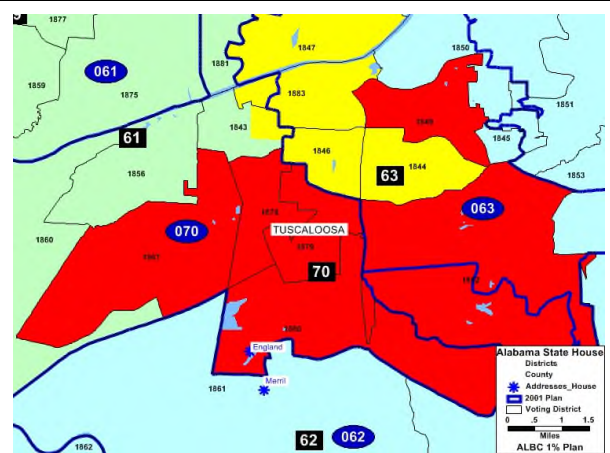 9
1877
1881
1847
1850
061
1859
1875
1883
1851
61
1843
1849
1845
1846
1844
63
1853
1856
063
1860
070
1878
TUSCALOOSA
1879
70
England
Merril
1861
62
062
1862
Alabama State House
Districts
County
Addresses_House
2001 Plan
Voting District
0 .5 1 1.5
Miles
ALBC 1% Plan